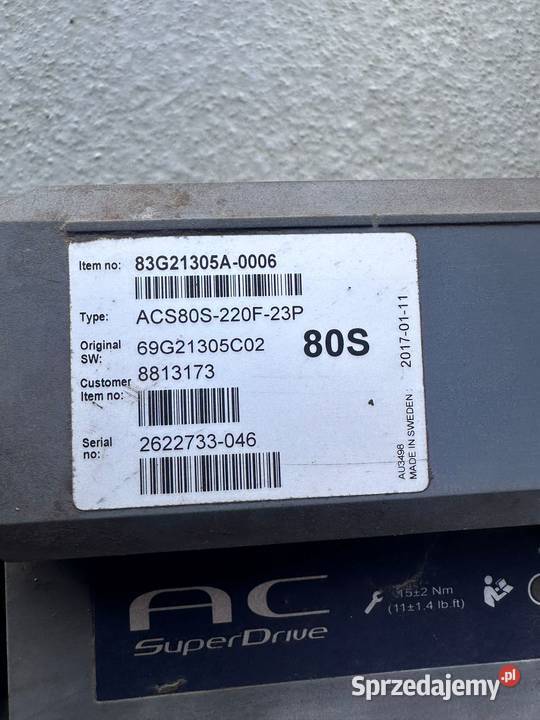 Item no: 83G21305A-0006
Type: ACS80S-220F-23P
Original SW: 69G21305C02
80S
Customer Item no: 8813173
Serial no: 2622733-046
2017-01-11
AU3498
MADE IN SWEDEN
AC
SuperDrive
15±2 Nm
(11±1.4 lb.ft)
Sprzedajemy.pl